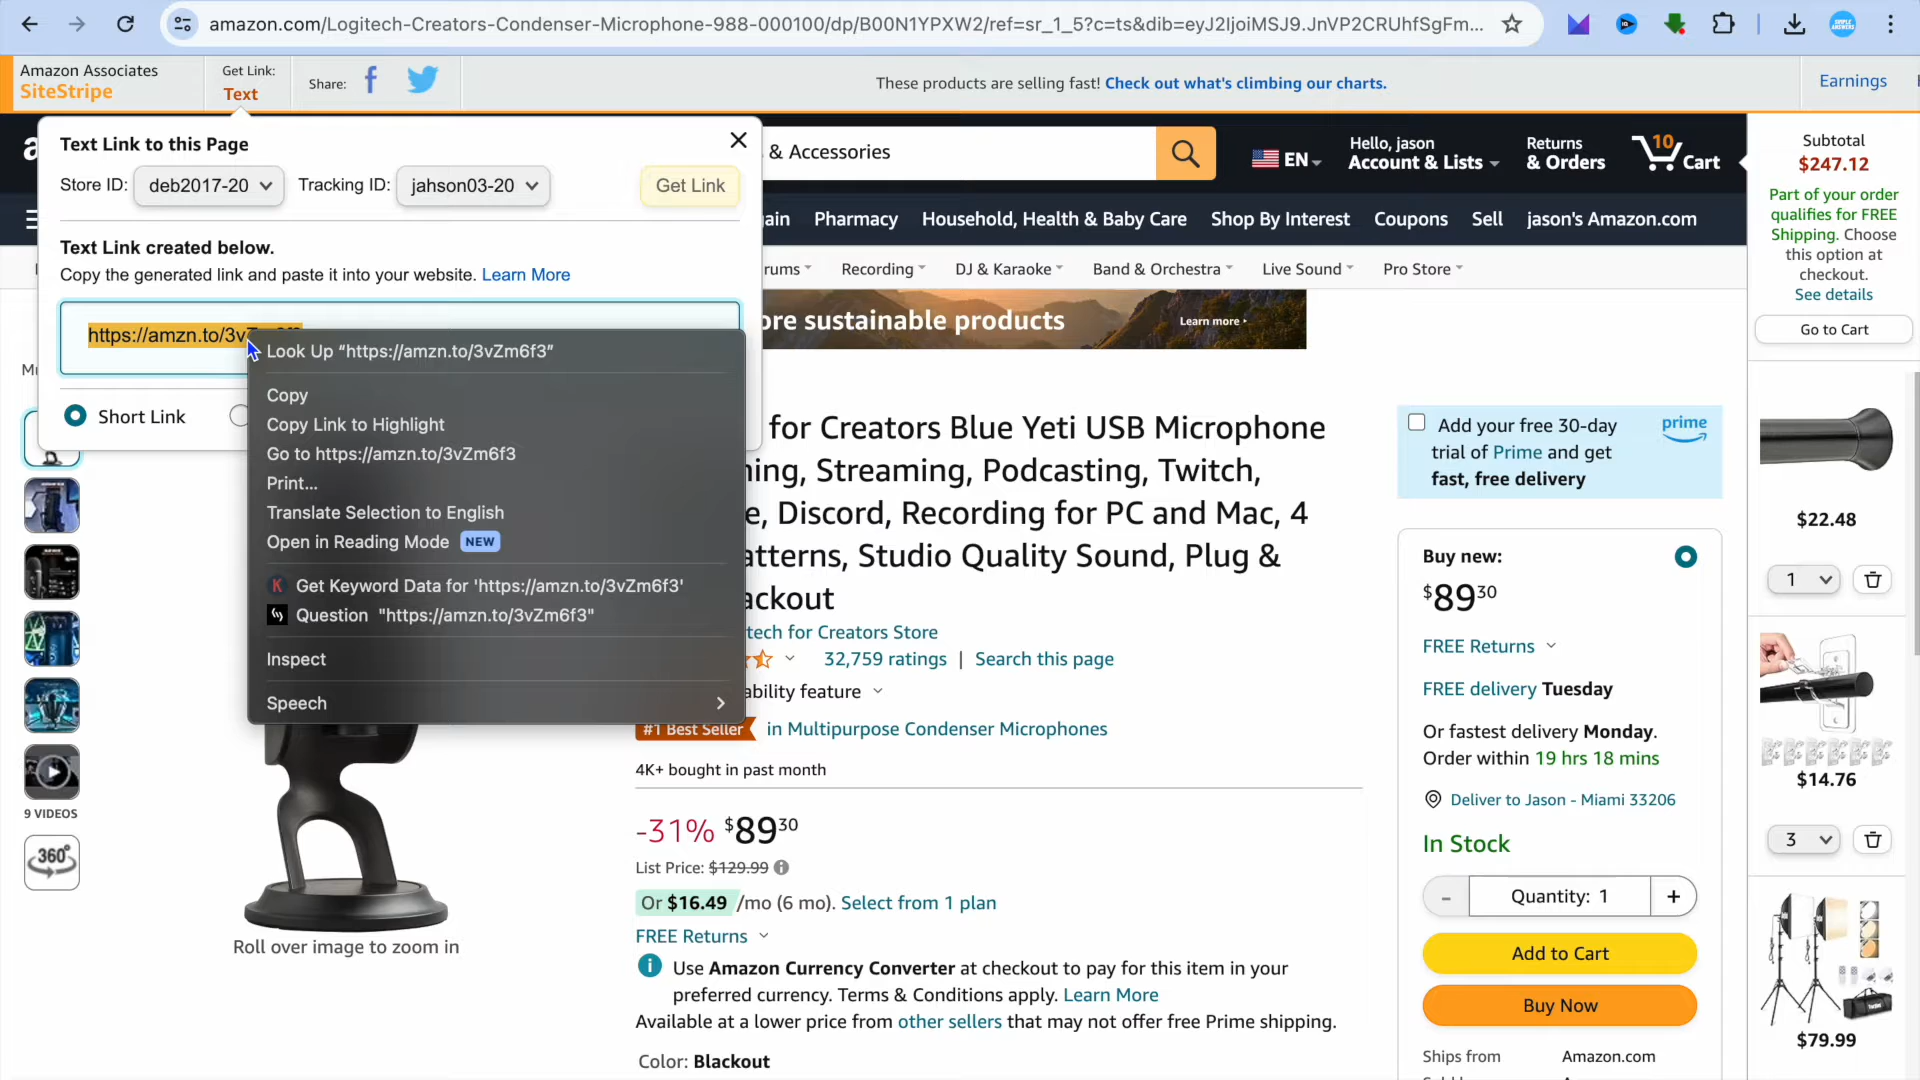 amazon.com/Logitech-Creators-Condenser-Microphone-988-000100/dp/B00N1YPXW2/ref=sr_1_5?c=ts&dib=eyJ2IjoiMSJ9.JnVP2CRUhfSgFm...
Amazon Associates
SiteStripe
Get Link:
Text
Share:
These products are selling fast! Check out what's climbing our charts.
Earnings
Text Link to this Page
Store ID: deb2017-20 Tracking ID: jahson03-20 Get Link
Text Link created below.
Copy the generated link and paste it into your website. Learn More
https://amzn.to/3v
Short Link
Look Up “https://amzn.to/3vZm6f3”
Copy
Copy Link to Highlight
Go to https://amzn.to/3vZm6f3
Print...
Translate Selection to English
Open in Reading Mode NEW
Get Keyword Data for 'https://amzn.to/3vZm6f3'
Question "https://amzn.to/3vZm6f3"
Inspect
Speech
& Accessories
EN
Hello, jason
Account & Lists
Returns
& Orders
10
Cart
ain Pharmacy Household, Health & Baby Care Shop By Interest Coupons Sell jason's Amazon.com
rums Recording DJ & Karaoke Band & Orchestra Live Sound Pro Store
ore sustainable products
Learn more
for Creators Blue Yeti USB Microphone
ing, Streaming, Podcasting, Twitch,
e, Discord, Recording for PC and Mac, 4
atterns, Studio Quality Sound, Plug &
ackout
tech for Creators Store
32,759 ratings | Search this page
ability feature
#1 Best Seller in Multipurpose Condenser Microphones
4K+ bought in past month
-31% $89 30
List Price: $129.99
Or $16.49 /mo (6 mo). Select from 1 plan
FREE Returns
Use Amazon Currency Converter at checkout to pay for this item in your
preferred currency. Terms & Conditions apply. Learn More
Available at a lower price from other sellers that may not offer free Prime shipping.
Color: Blackout
9 VIDEOS
360°
Roll over image to zoom in
Add your free 30-day
trial of Prime and get
fast, free delivery
prime
Buy new:
$89 30
FREE Returns
FREE delivery Tuesday
Or fastest delivery Monday.
Order within 19 hrs 18 mins
Deliver to Jason - Miami 33206
In Stock
- Quantity: 1 +
Add to Cart
Buy Now
Ships from Amazon.com
Subtotal
$247.12
Part of your order
qualifies for FREE
Shipping. Choose
this option at
checkout.
See details
Go to Cart
$22.48
1
$14.76
3
$79.99